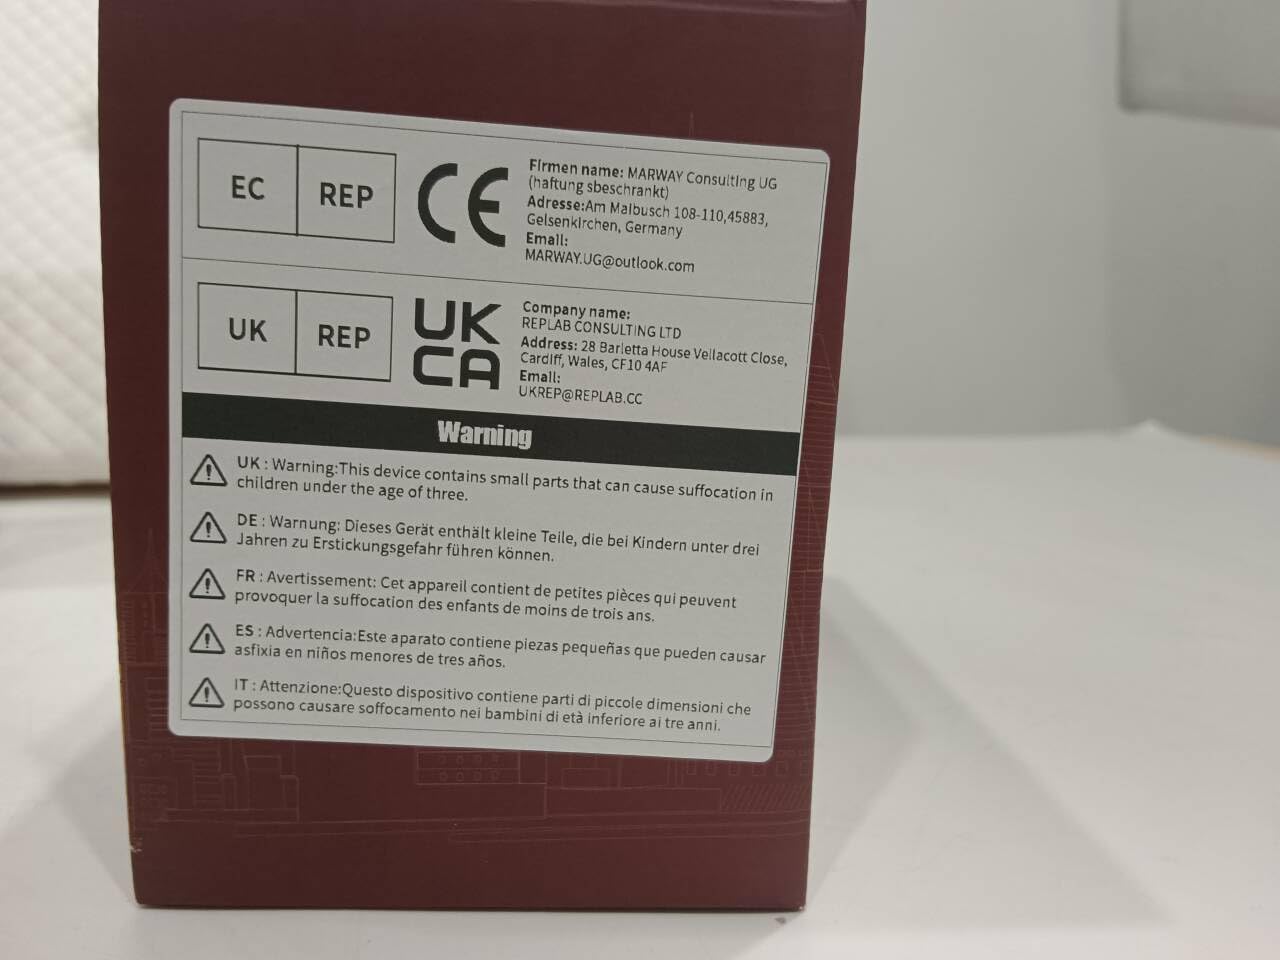 EC REP
CE
Firmen name: MARWAY Consulting UG
(haftung sbeschrankt)
Adresse:Am Malbusch 108-110,45883,
Gelsenkirchen, Germany
Email:
MARWAY.UG@outlook.com
UK REP
UK
CA
Company name:
REPLAB CONSULTING LTD
Address: 28 Barletta House Vellacott Close,
Cardiff, Wales, CF10 4AF
Email:
UKREP@REPLAB.CC
Warning
UK : Warning:This device contains small parts that can cause suffocation in
children under the age of three.
DE : Warnung: Dieses Gerät enthält kleine Teile, die bei Kindern unter drei
Jahren zu Erstickungsgefahr führen können.
FR : Avertissement: Cet appareil contient de petites pièces qui peuvent
provoquer la suffocation des enfants de moins de trois ans.
ES : Advertencia:Este aparato contiene piezas pequeñas que pueden causar
asfixia en niños menores de tres años.
IT : Attenzione:Questo dispositivo contiene parti di piccole dimensioni che
possono causare soffocamento nei bambini di età inferiore ai tre anni.